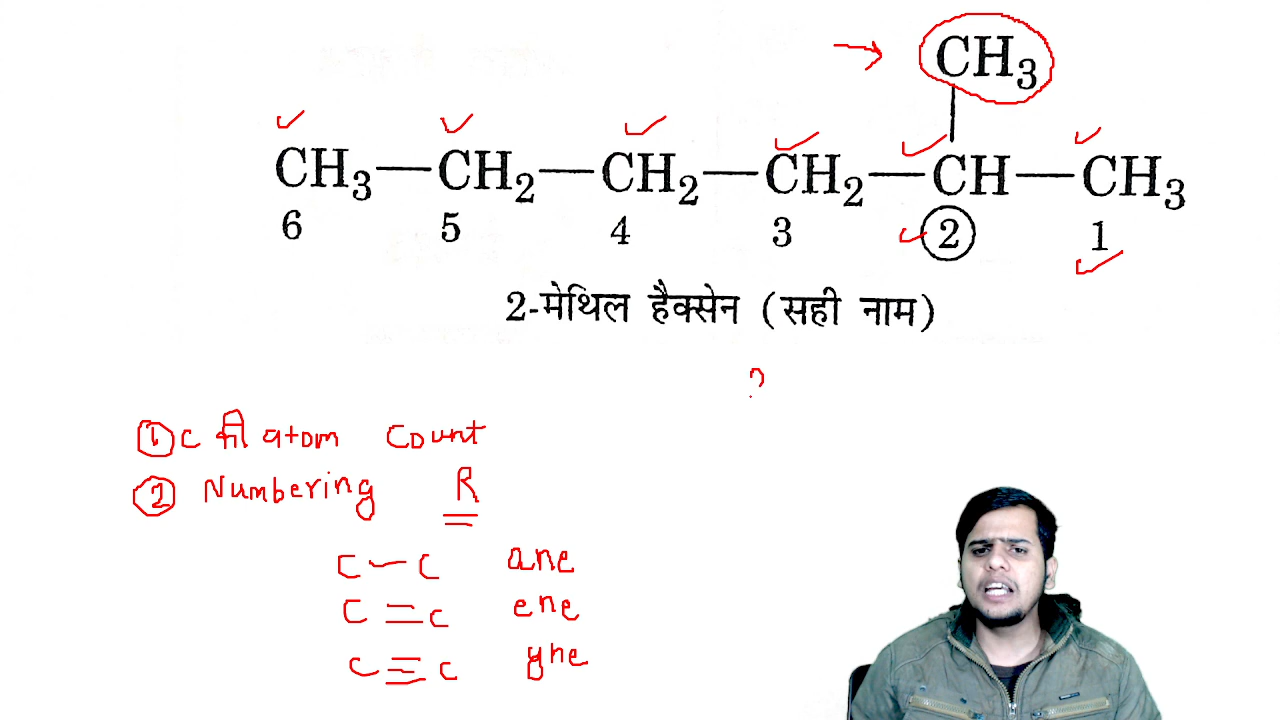 CH3
CH3—CH2—CH2—CH2—CH—CH3
6 5 4 3 2 1
2-मेथिल हैक्सेन (सही नाम)
?
① C की atom Count
② Numbering R
C — C ane
C = C ene
C ≡ C yne